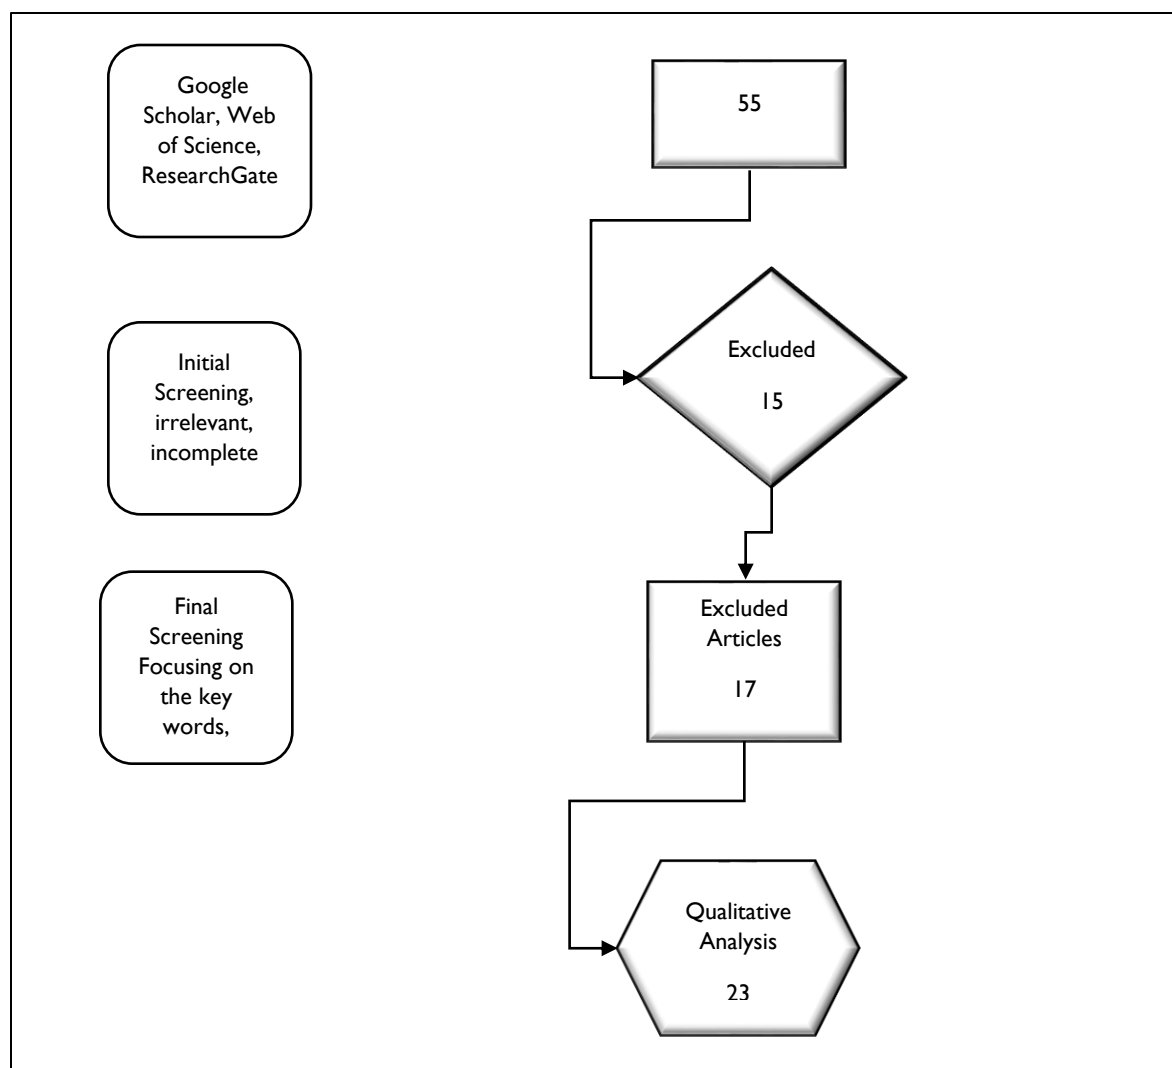 Google
Scholar, Web
of Science,
ResearchGate
55
Initial
Screening,
irrelevant,
incomplete
Excluded
15
Final
Screening
Focusing on
the key
words,
Excluded
Articles
17
Qualitative
Analysis
23